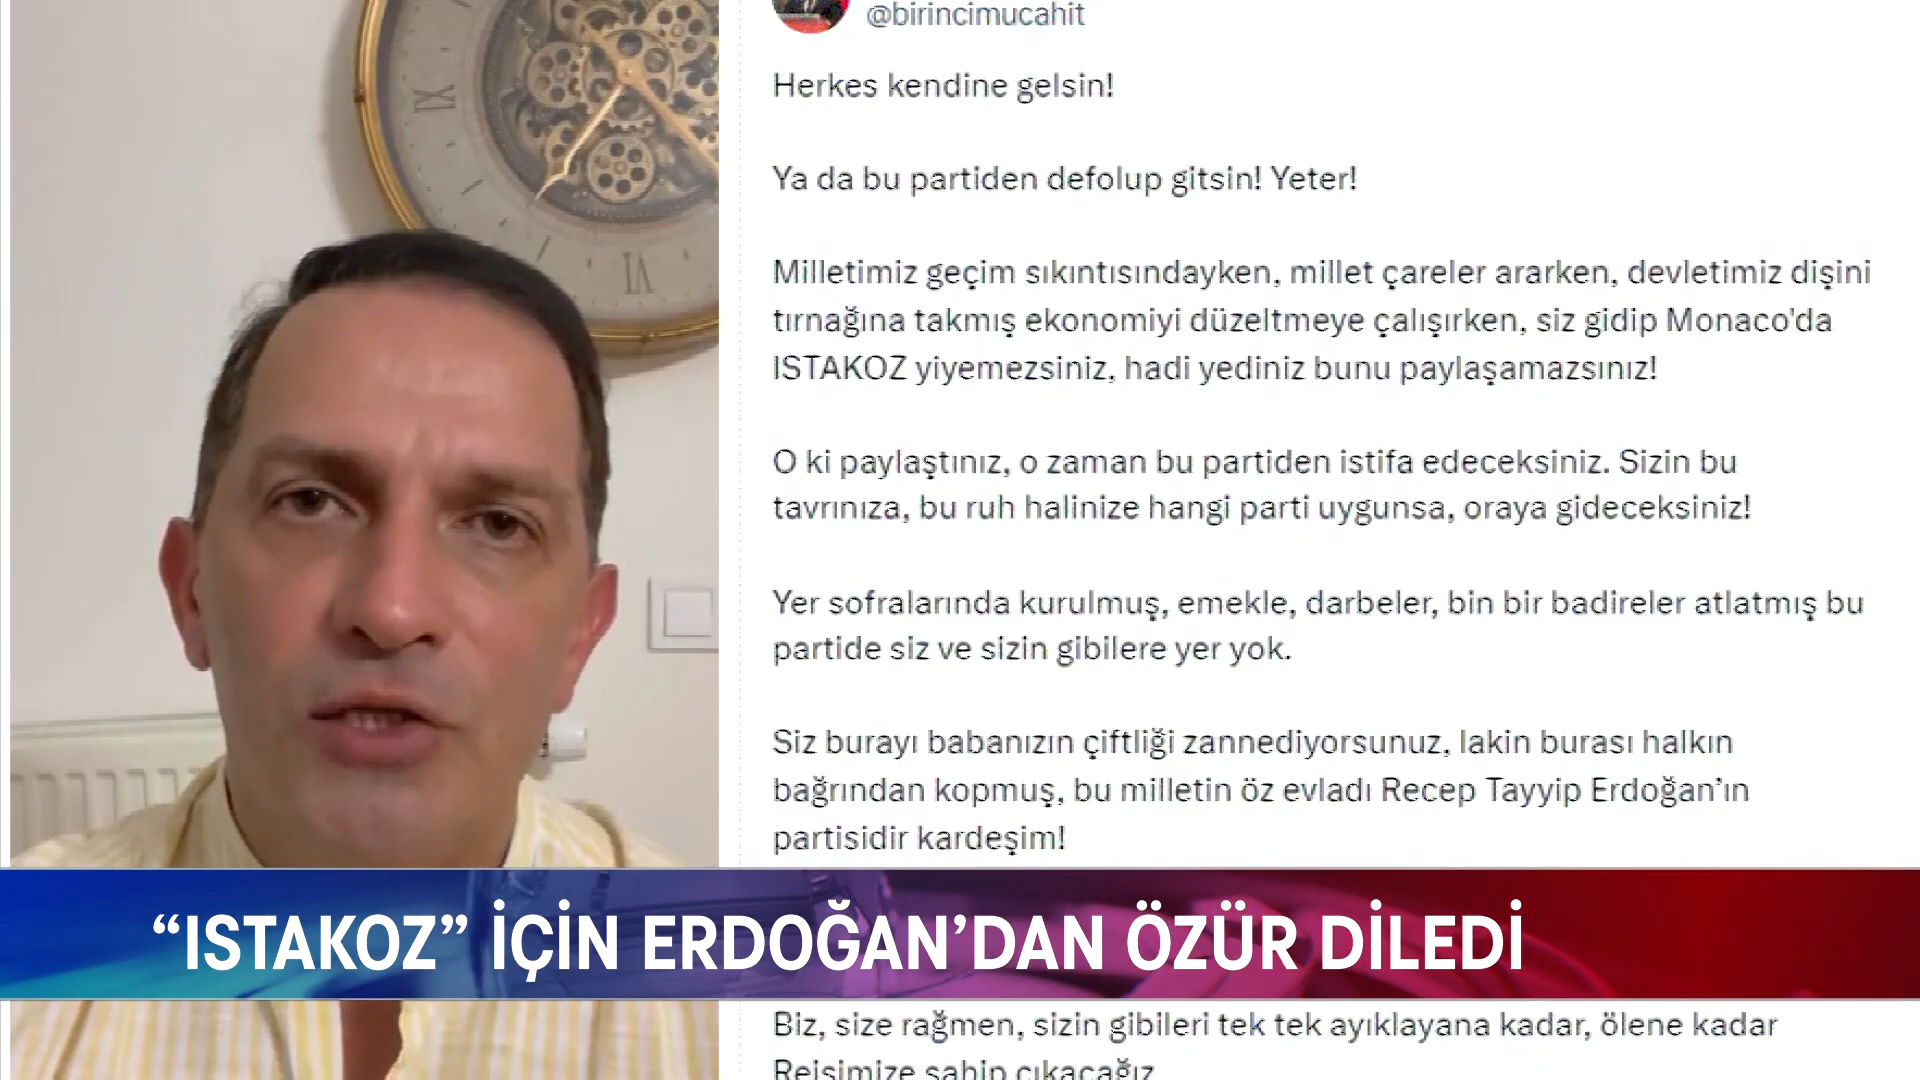 @birincimucahit
Herkes kendine gelsin!
Ya da bu partiden defolup gitsin! Yeter!
Milletimiz geçim sıkıntısındayken, millet çareler ararken, devletimiz dişini
tırnağına takmış ekonomiyi düzeltmeye çalışırken, siz gidip Monaco'da
ISTAKOZ yiyemezsiniz, hadi yediniz bunu paylaşamazsınız!
O ki paylaştınız, o zaman bu partiden istifa edeceksiniz. Sizin bu
tavrınıza, bu ruh halinize hangi parti uygunsa, oraya gideceksiniz!
Yer sofralarında kurulmuş, emekle, darbeler, bin bir badireler atlatmış bu
partide siz ve sizin gibilere yer yok.
Siz burayı babanızın çiftliği zannediyorsunuz, lakin burası halkın
bağrından kopmuş, bu milletin öz evladı Recep Tayyip Erdoğan’ın
partisidir kardeşim!
“ISTAKOZ” İÇİN ERDOĞAN’DAN ÖZÜR DİLEDİ
Biz, size rağmen, sizin gibileri tek tek ayıklayana kadar, ölene kadar
Reisimize sahip çıkacağız
IX
VI